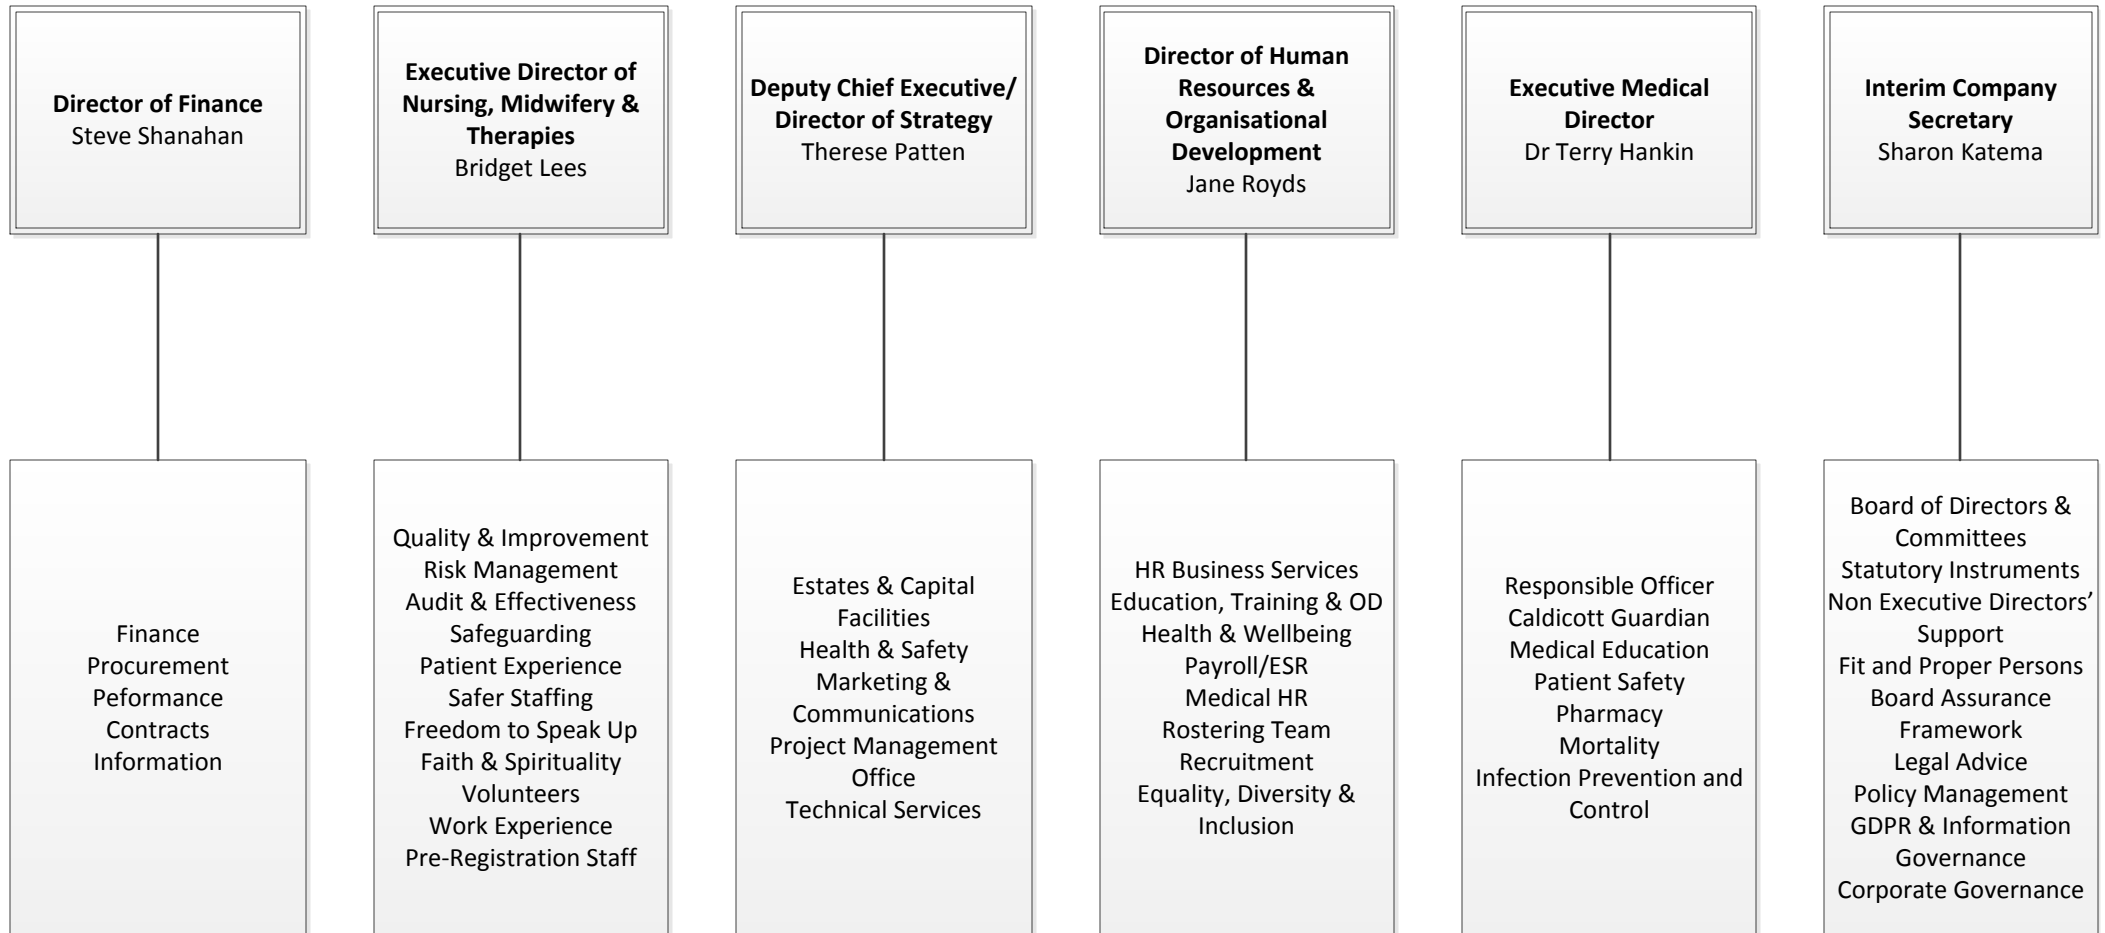 Director of Finance
Steve Shanahan
Executive Director of
Nursing, Midwifery &
Therapies
Bridget Lees
Deputy Chief Executive/
Director of Strategy
Therese Patten
Director of Human
Resources &
Organisational
Development
Jane Royds
Executive Medical
Director
Dr Terry Hankin
Interim Company
Secretary
Sharon Katema
Finance
Procurement
Peformance
Contracts
Information
Quality & Improvement
Risk Management
Audit & Effectiveness
Safeguarding
Patient Experience
Safer Staffing
Freedom to Speak Up
Faith & Spirituality
Volunteers
Work Experience
Pre-Registration Staff
Estates & Capital
Facilities
Health & Safety
Marketing &
Communications
Project Management
Office
Technical Services
HR Business Services
Education, Training & OD
Health & Wellbeing
Payroll/ESR
Medical HR
Rostering Team
Recruitment
Equality, Diversity &
Inclusion
Responsible Officer
Caldicott Guardian
Medical Education
Patient Safety
Pharmacy
Mortality
Infection Prevention and
Control
Board of Directors &
Committees
Statutory Instruments
Non Executive Directors’
Support
Fit and Proper Persons
Board Assurance
Framework
Legal Advice
Policy Management
GDPR & Information
Governance
Corporate Governance